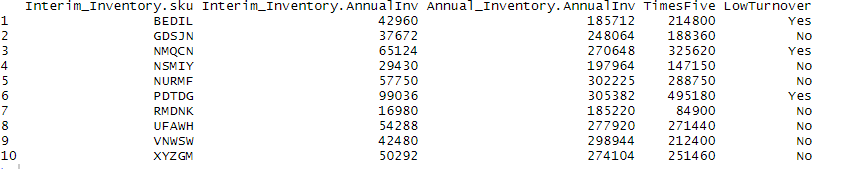 Interim_Inventory.sku Interim_Inventory.AnnualInv Annual_Inventory.AnnualInv TimesFive LowTurnover
1 BEDIL 42960 185712 214800 Yes
2 GDSJN 37672 248064 188360 No
3 NMQCN 65124 270648 325620 Yes
4 NSMIY 29430 197964 147150 No
5 NURMF 57750 302225 288750 No
6 PDTDG 99036 305382 495180 Yes
7 RMDNK 16980 185220 84900 No
8 UFAWH 54288 277920 271440 No
9 VNWSW 42480 298944 212400 No
10 XYZGM 50292 274104 251460 No